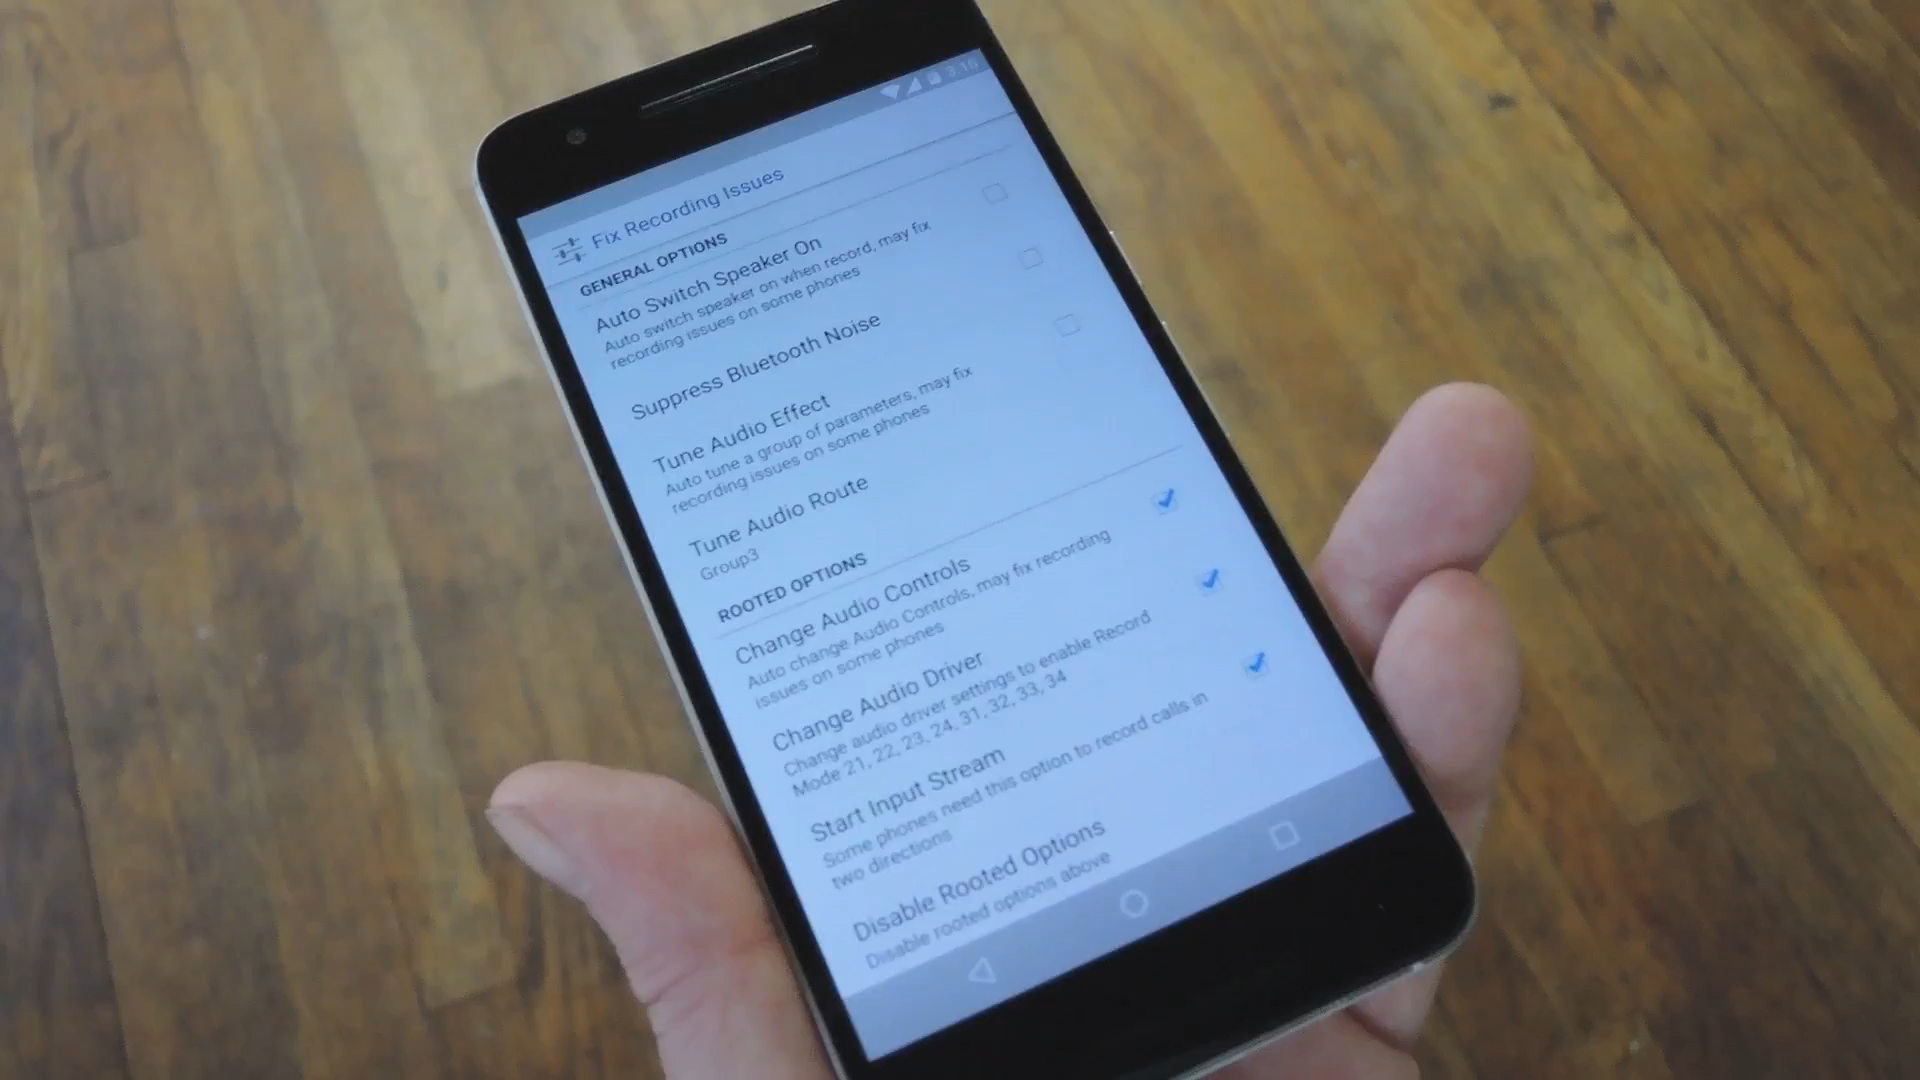 3:16
Fix Recording Issues
GENERAL OPTIONS
Auto Switch Speaker On
Auto switch speaker on when record, may fix
recording issues on some phones
Suppress Bluetooth Noise
Tune Audio Effect
Auto tune a group of parameters, may fix
recording issues on some phones
Tune Audio Route
Group3
ROOTED OPTIONS
Change Audio Controls
Auto change Audio Controls, may fix recording
issues on some phones
Change Audio Driver
Change audio driver settings to enable Record
Mode 21, 22, 23, 24, 31, 32, 33, 34
Start Input Stream
Some phones need this option to record calls in
two directions
Disable Rooted Options
Disable rooted options above